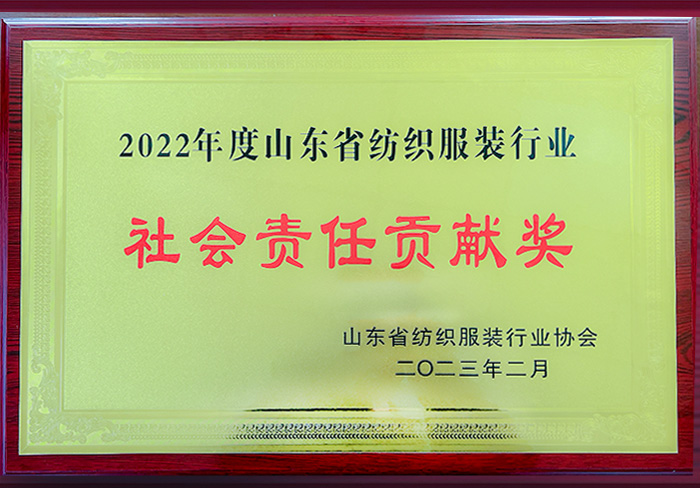 2022年度山东省纺织服装行业
社会责任贡献奖
山东省纺织服装行业协会
二〇二三年二月